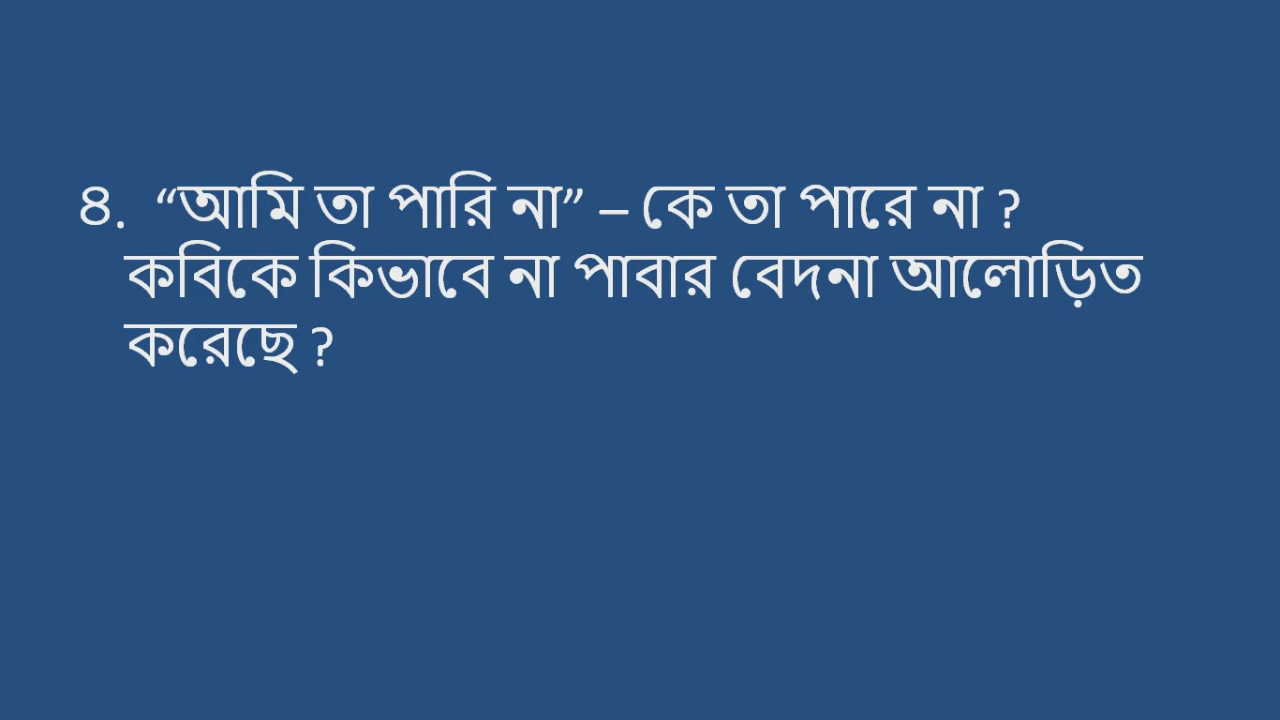 ৪. “আমি তা পারি না” – কে তা পারে না ?
কবিকে কিভাবে না পাবার বেদনা আলোড়িত
করেছে ?